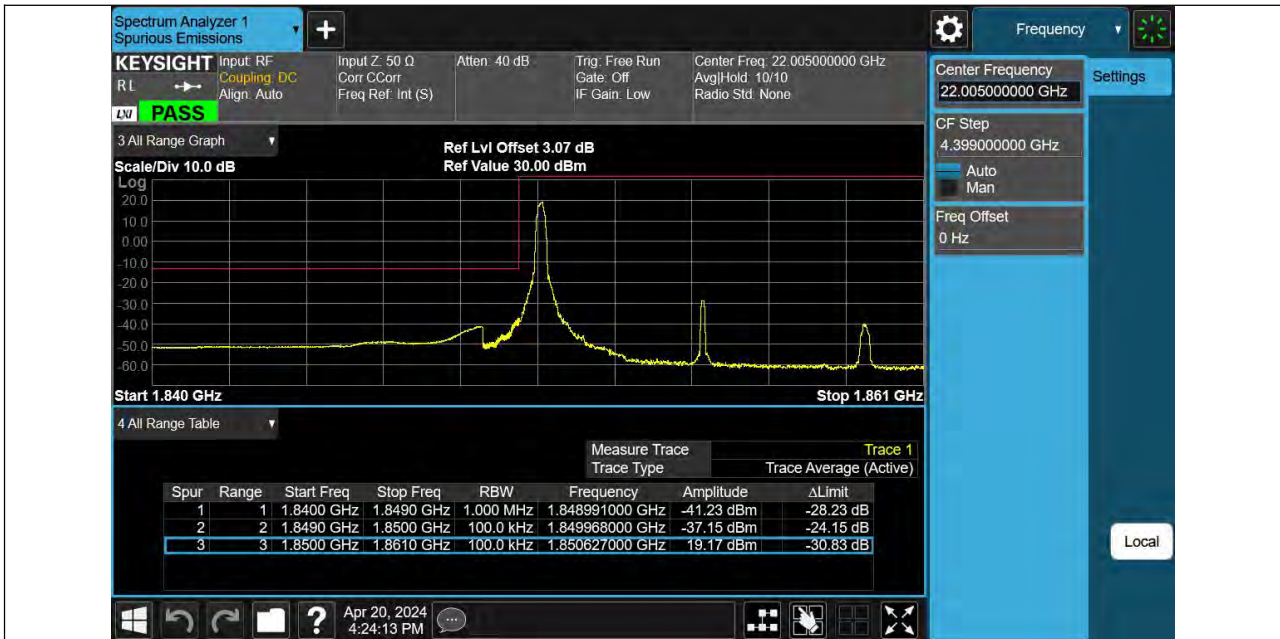 Spectrum Analyzer 1
Spurious Emissions
Frequency
KEYSIGHT
R L
LXI PASS
Input: RF
Coupling: DC
Align: Auto
Input Z: 50 Ω
Corr CCorr
Freq Ref: Int (S)
Atten: 40 dB
Trig: Free Run
Gate: Off
IF Gain: Low
Center Freq: 22.005000000 GHz
Avg|Hold: 10/10
Radio Std: None
Center Frequency
22.005000000 GHz
Settings
CF Step
4.399000000 GHz
Auto
Man
Freq Offset
0 Hz
3 All Range Graph
Scale/Div 10.0 dB
Ref Lvl Offset 3.07 dB
Ref Value 30.00 dBm
Log
20.0
10.0
0.00
-10.0
-20.0
-30.0
-40.0
-50.0
-60.0
Start 1.840 GHz Stop 1.861 GHz
4 All Range Table
Measure Trace Trace 1
Trace Type Trace Average (Active)
Spur Range Start Freq Stop Freq RBW Frequency Amplitude ΔLimit
1 1 1.8400 GHz 1.8490 GHz 1.000 MHz 1.848991000 GHz -41.23 dBm -28.23 dB
2 2 1.8490 GHz 1.8500 GHz 100.0 kHz 1.849968000 GHz -37.15 dBm -24.15 dB
3 3 1.8500 GHz 1.8610 GHz 100.0 kHz 1.850627000 GHz 19.17 dBm -30.83 dB
Local
Apr 20, 2024
4:24:13 PM